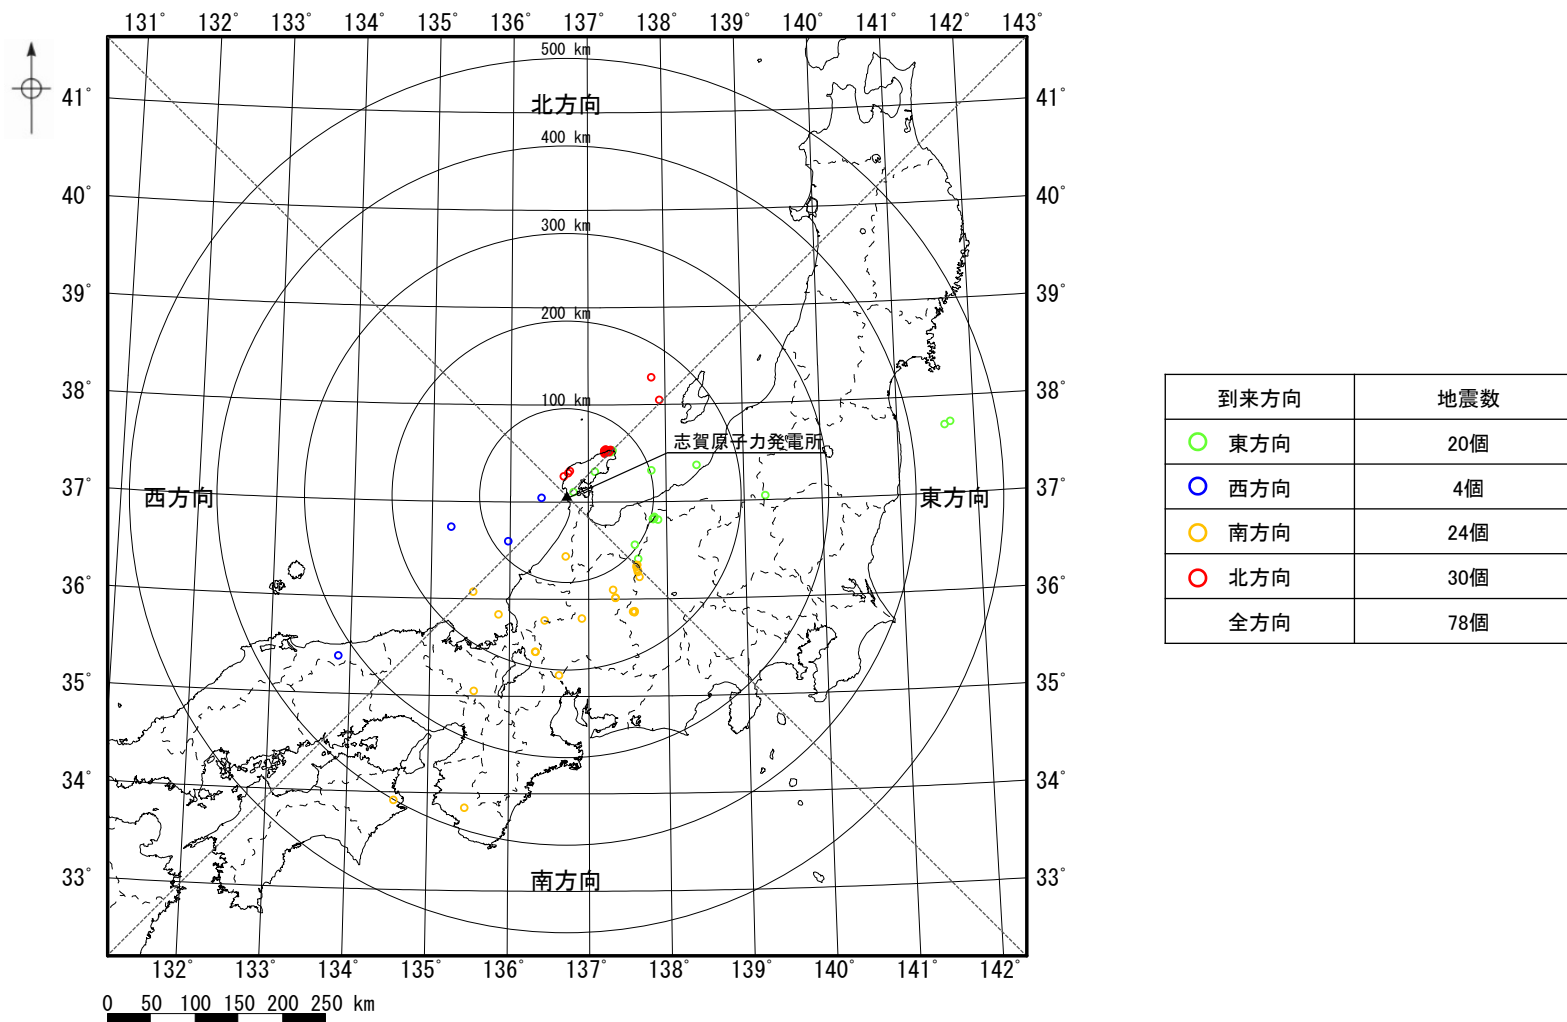 131° 132° 133° 134° 135° 136° 137° 138° 139° 140° 141° 142° 143°
500 km
41° 北方向 41°
400 km
40° 40°
300 km
39° 39°
200 km
38° 38°
100 km
志賀原子力発電所
37° 西方向 東方向 37°
36° 36°
35° 35°
34° 34°
33° 南方向 33°
132° 133° 134° 135° 136° 137° 138° 139° 140° 141° 142°
0 50 100 150 200 250 km
到来方向 地震数
東方向 20個
西方向 4個
南方向 24個
北方向 30個
全方向 78個